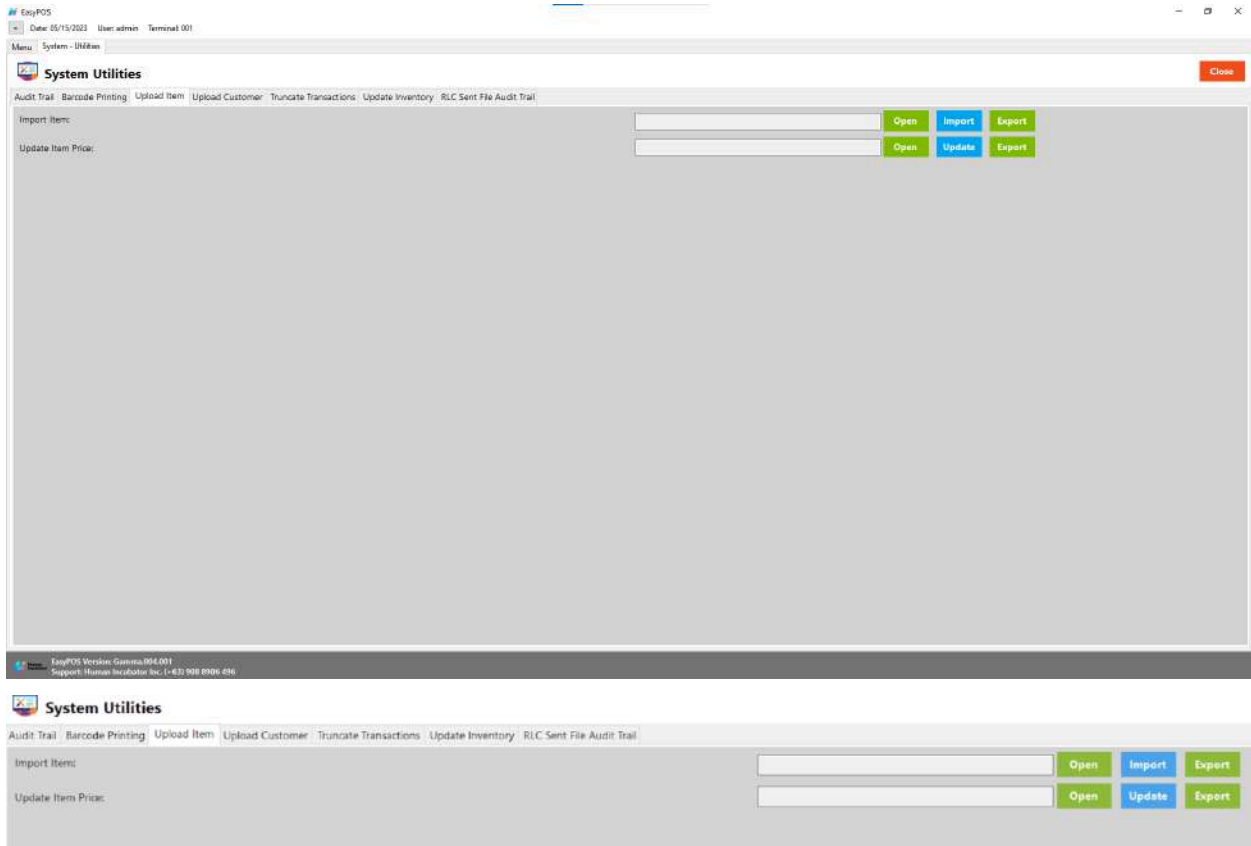 EasyPOS
Date: 05/15/2023 User: admin Terminal: 001
Menu System - Utilities
System Utilities
Close
Audit Trail Barcode Printing Upload Item Upload Customer Truncate Transactions Update Inventory RLC Sent File Audit Trail
Import Item: Open Import Export
Update Item Price: Open Update Export
EasyPOS Version: Gamma.004.001
Support: Human Incubator Inc. (+63) 908 8906 496
System Utilities
Audit Trail Barcode Printing Upload Item Upload Customer Truncate Transactions Update Inventory RLC Sent File Audit Trail
Import Item: Open Import Export
Update Item Price: Open Update Export